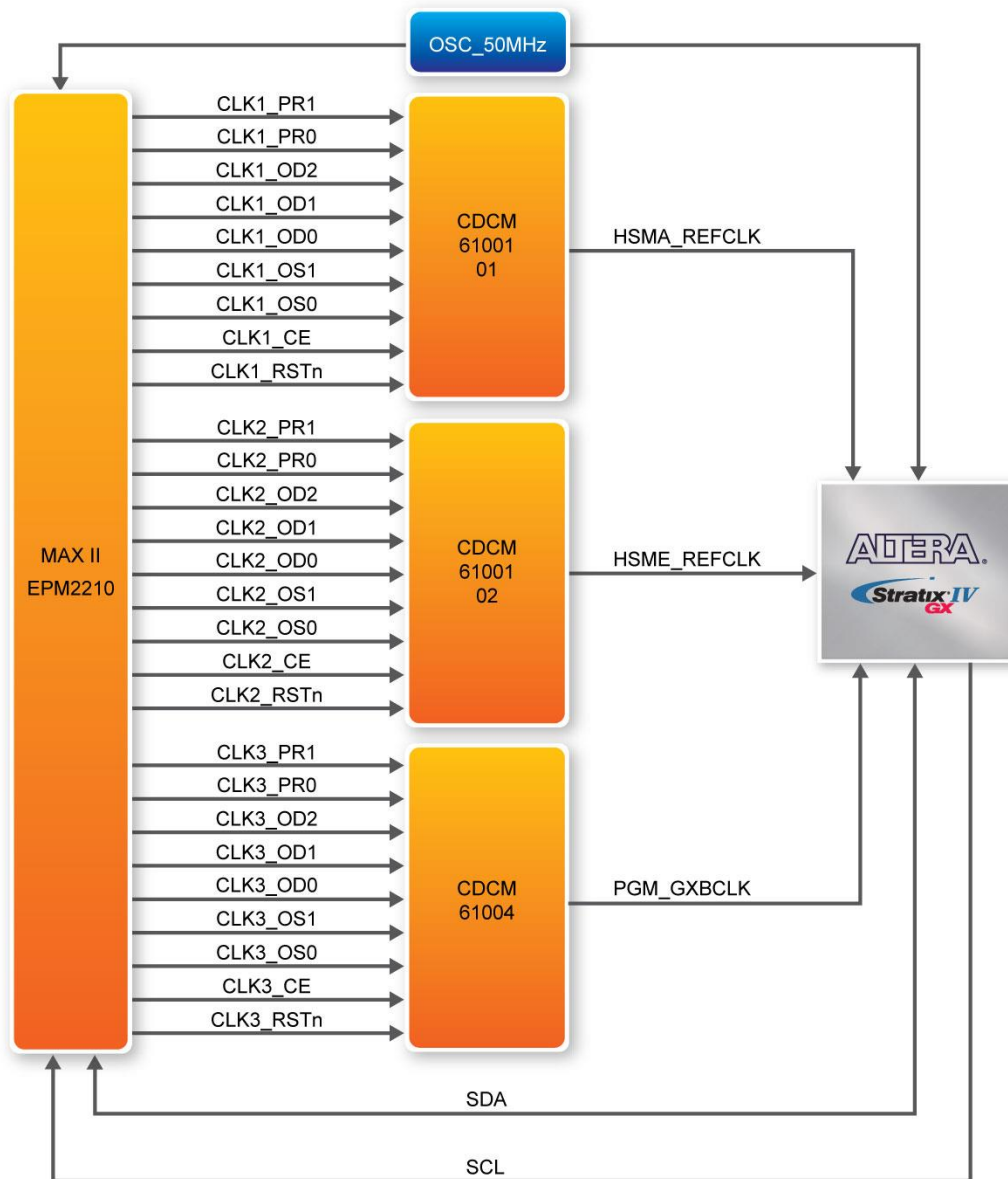 OSC_50MHz
CLK1_PR1
CLK1_PR0
CLK1_OD2
CLK1_OD1
CLK1_OD0
CLK1_OS1
CLK1_OS0
CLK1_CE
CLK1_RSTn
CDCM
61001
01
HSMA_REFCLK
CLK2_PR1
CLK2_PR0
CLK2_OD2
CLK2_OD1
CLK2_OD0
CLK2_OS1
CLK2_OS0
CLK2_CE
CLK2_RSTn
MAX II
EPM2210
CDCM
61001
02
HSME_REFCLK
ALTERA®
Stratix® IV
GX
CLK3_PR1
CLK3_PR0
CLK3_OD2
CLK3_OD1
CLK3_OD0
CLK3_OS1
CLK3_OS0
CLK3_CE
CLK3_RSTn
CDCM
61004
PGM_GXBCLK
SDA
SCL